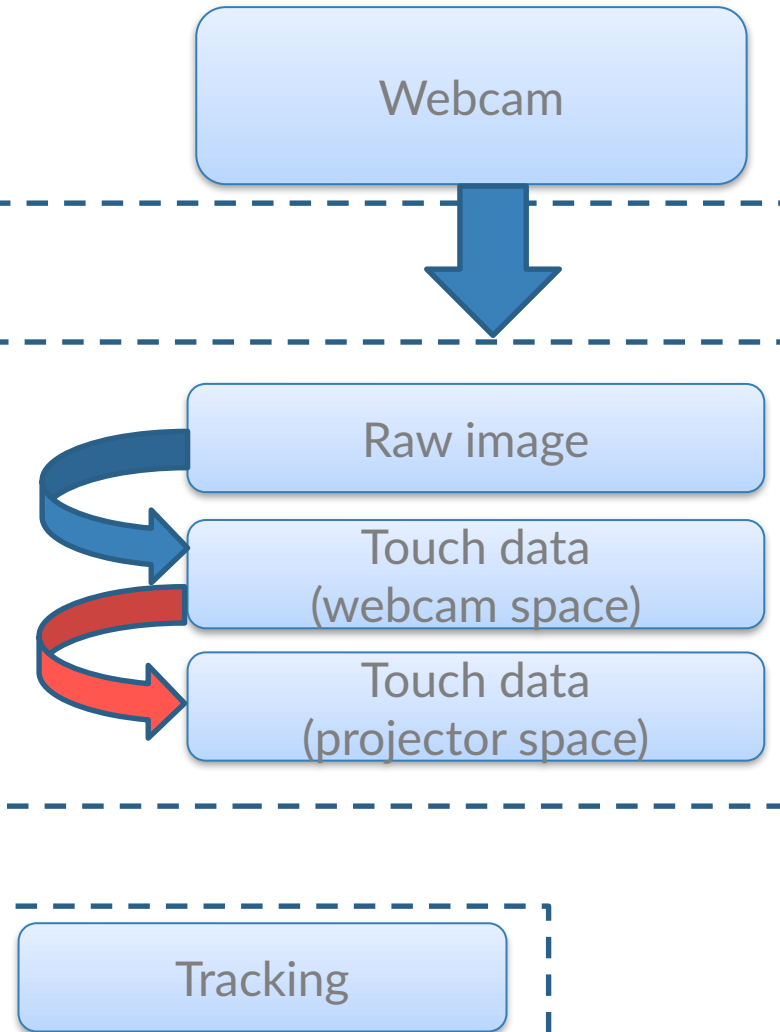 Webcam
Raw image
Touch data
(webcam space)
Touch data
(projector space)
Tracking